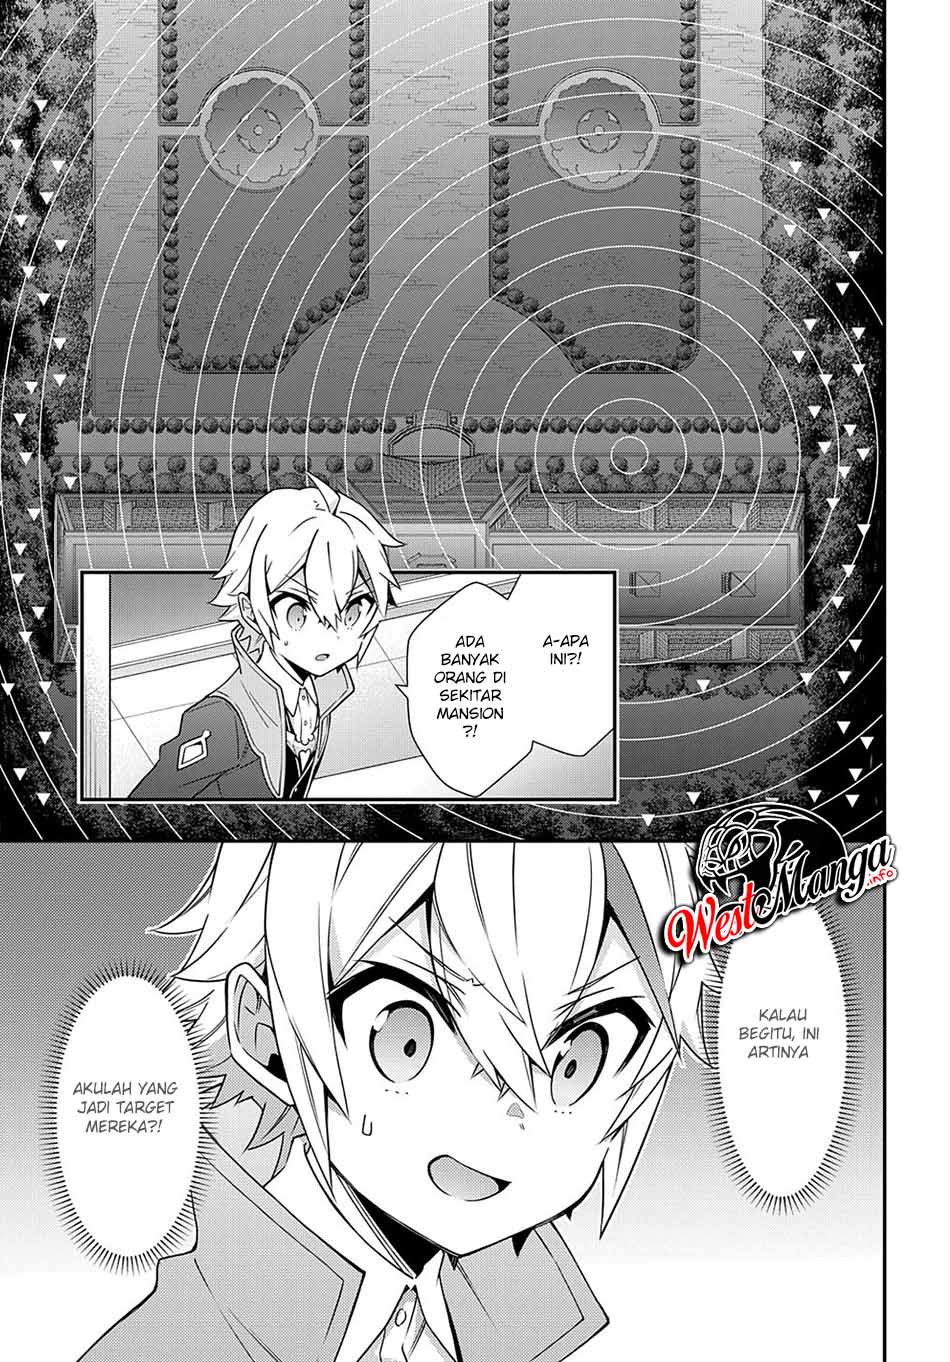 A-APA
INI?!
ADA
BANYAK
ORANG DI
SEKITAR
MANSION
?!
KALAU
BEGITU, INI
ARTINYA
AKULAH YANG
JADI TARGET
MEREKA?!
WestManga
.info